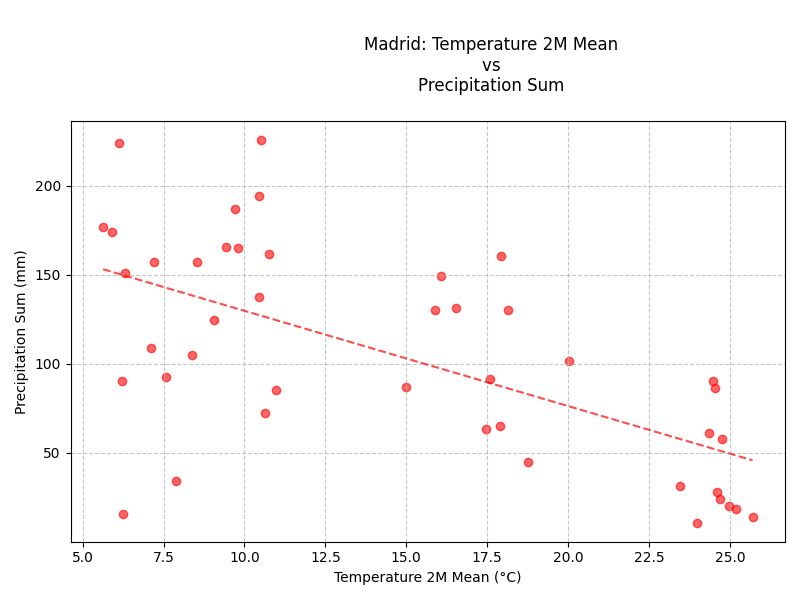 Madrid: Temperature 2M Mean
vs
Precipitation Sum
200
150
100
50
Precipitation Sum (mm)
5.0 7.5 10.0 12.5 15.0 17.5 20.0 22.5 25.0
Temperature 2M Mean (°C)